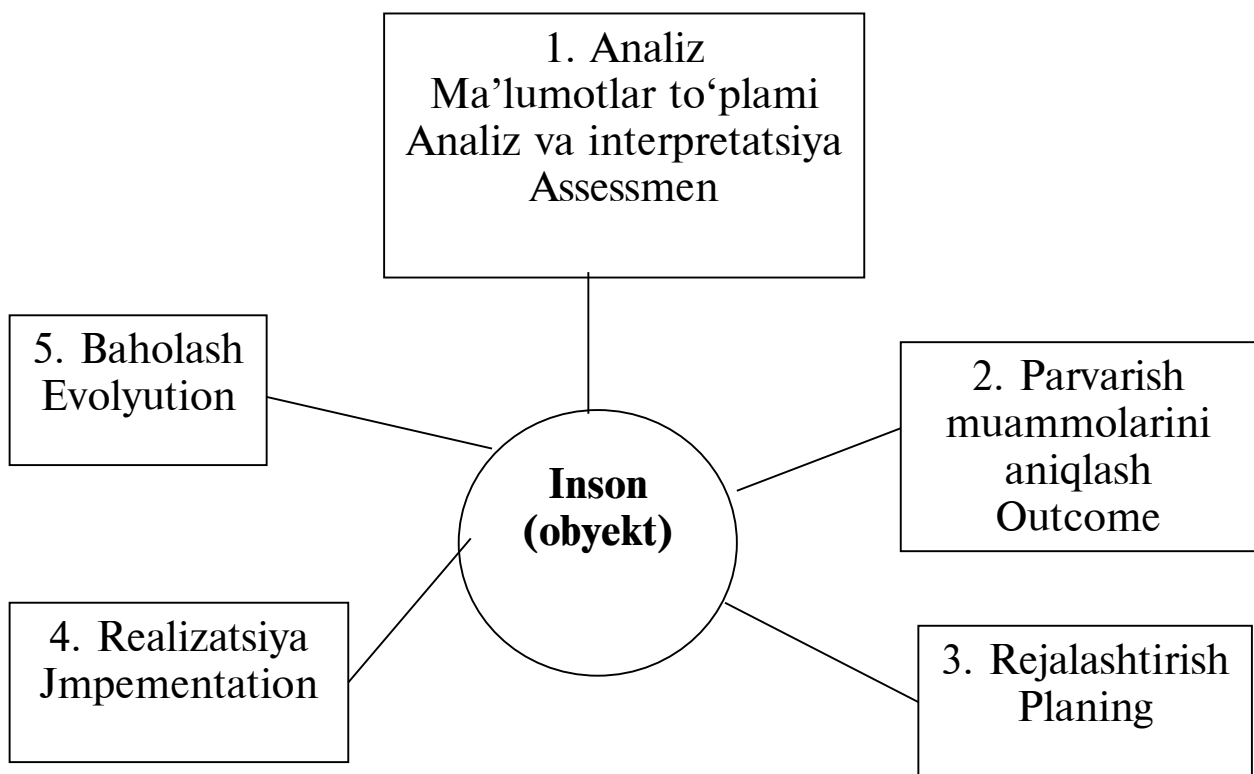 1. Analiz
Ma’lumotlar to‘plami
Analiz va interpretatsiya
Assessmen
5. Baholash
Evolyution
2. Parvarish
muammolarini
aniqlash
Outcome
Inson
(obyekt)
4. Realizatsiya
Jmpementation
3. Rejalashtirish
Planing